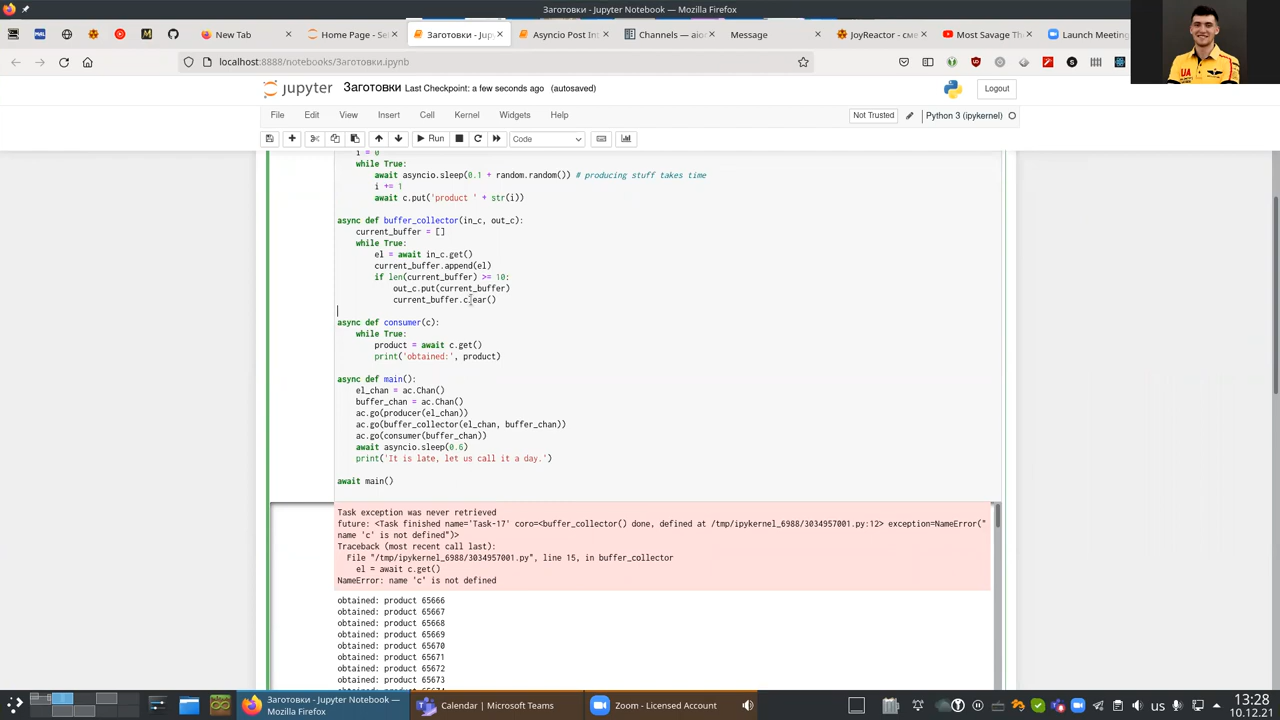 Заготовки - Jupyter Notebook — Mozilla Firefox
New Tab
Home Page - Se
Заготовки - Jup
Asyncio Post Int
Channels — aio
Message
JoyReactor - сме
Most Savage Th
Launch Meeting
localhost:8888/notebooks/Заготовки.ipynb
UA
jupyter Заготовки Last Checkpoint: a few seconds ago (autosaved)
Logout
File Edit View Insert Cell Kernel Widgets Help
Not Trusted
Python 3 (ipykernel)
Run
Code
i = 0
while True:
await asyncio.sleep(0.1 + random.random()) # producing stuff takes time
i += 1
await c.put('product ' + str(i))
async def buffer_collector(in_c, out_c):
current_buffer = []
while True:
el = await in_c.get()
current_buffer.append(el)
if len(current_buffer) >= 10:
out_c.put(current_buffer)
current_buffer.clear()
async def consumer(c):
while True:
product = await c.get()
print('obtained:', product)
async def main():
el_chan = ac.Chan()
buffer_chan = ac.Chan()
ac.go(producer(el_chan))
ac.go(buffer_collector(el_chan, buffer_chan))
ac.go(consumer(buffer_chan))
await asyncio.sleep(0.6)
print('It is late, let us call it a day.')
await main()
Task exception was never retrieved
future: <Task finished name='Task-17' coro=<buffer_collector() done, defined at /tmp/ipykernel_6988/3034957001.py:12> exception=NameError("
name 'c' is not defined")>
Traceback (most recent call last):
File "/tmp/ipykernel_6988/3034957001.py", line 15, in buffer_collector
el = await c.get()
NameError: name 'c' is not defined
obtained: product 65666
obtained: product 65667
obtained: product 65668
obtained: product 65669
obtained: product 65670
obtained: product 65671
obtained: product 65672
obtained: product 65673
Заготовки - Jupyter Notebook —
Mozilla Firefox
Calendar | Microsoft Teams
Zoom - Licensed Account
us
13:28
10.12.21